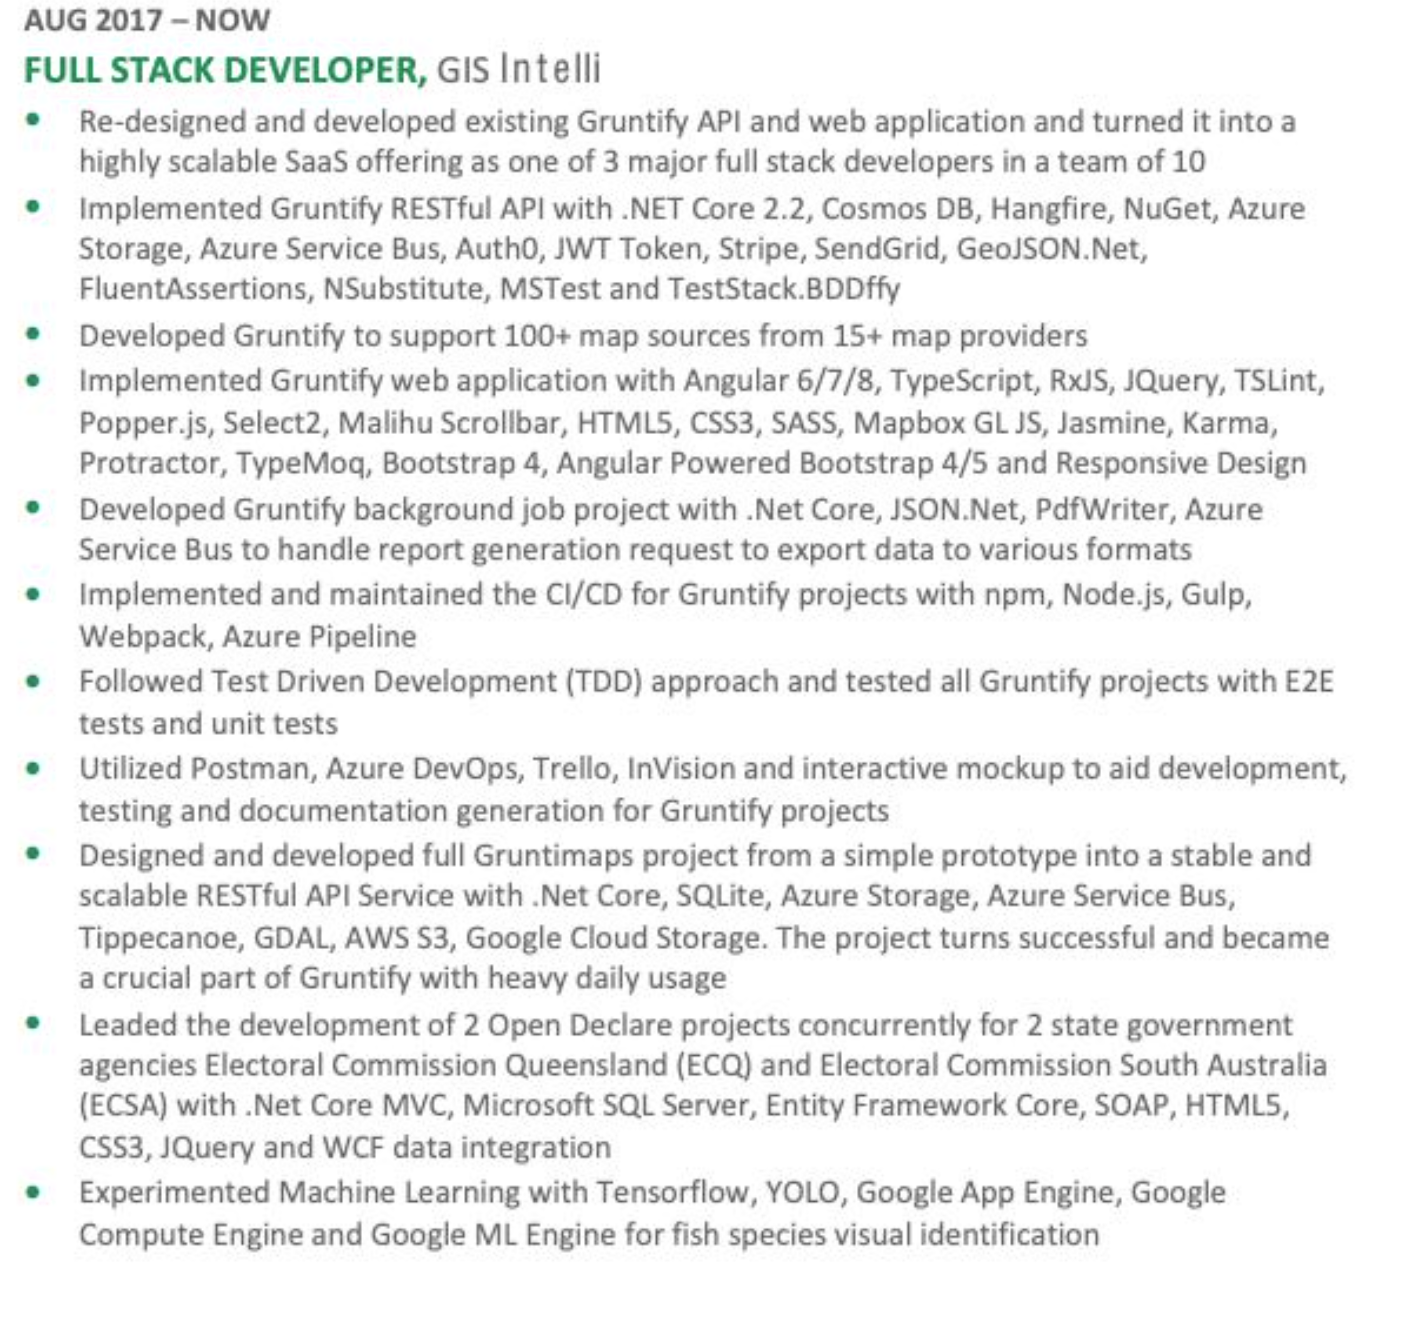 AUG 2017 – NOW
FULL STACK DEVELOPER, GIS Intelli
• Re-designed and developed existing Gruntify API and web application and turned it into a
highly scalable SaaS offering as one of 3 major full stack developers in a team of 10
• Implemented Gruntify RESTful API with .NET Core 2.2, Cosmos DB, Hangfire, NuGet, Azure
Storage, Azure Service Bus, Auth0, JWT Token, Stripe, SendGrid, GeoJSON.Net,
FluentAssertions, NSubstitute, MSTest and TestStack.BDDffy
• Developed Gruntify to support 100+ map sources from 15+ map providers
• Implemented Gruntify web application with Angular 6/7/8, TypeScript, RxJS, JQuery, TSLint,
Popper.js, Select2, Malihu Scrollbar, HTML5, CSS3, SASS, Mapbox GL JS, Jasmine, Karma,
Protractor, TypeMoq, Bootstrap 4, Angular Powered Bootstrap 4/5 and Responsive Design
• Developed Gruntify background job project with .Net Core, JSON.Net, PdfWriter, Azure
Service Bus to handle report generation request to export data to various formats
• Implemented and maintained the CI/CD for Gruntify projects with npm, Node.js, Gulp,
Webpack, Azure Pipeline
• Followed Test Driven Development (TDD) approach and tested all Gruntify projects with E2E
tests and unit tests
• Utilized Postman, Azure DevOps, Trello, InVision and interactive mockup to aid development,
testing and documentation generation for Gruntify projects
• Designed and developed full Gruntimaps project from a simple prototype into a stable and
scalable RESTful API Service with .Net Core, SQLite, Azure Storage, Azure Service Bus,
Tippecanoe, GDAL, AWS S3, Google Cloud Storage. The project turns successful and became
a crucial part of Gruntify with heavy daily usage
• Leaded the development of 2 Open Declare projects concurrently for 2 state government
agencies Electoral Commission Queensland (ECQ) and Electoral Commission South Australia
(ECSA) with .Net Core MVC, Microsoft SQL Server, Entity Framework Core, SOAP, HTML5,
CSS3, JQuery and WCF data integration
• Experimented Machine Learning with Tensorflow, YOLO, Google App Engine, Google
Compute Engine and Google ML Engine for fish species visual identification